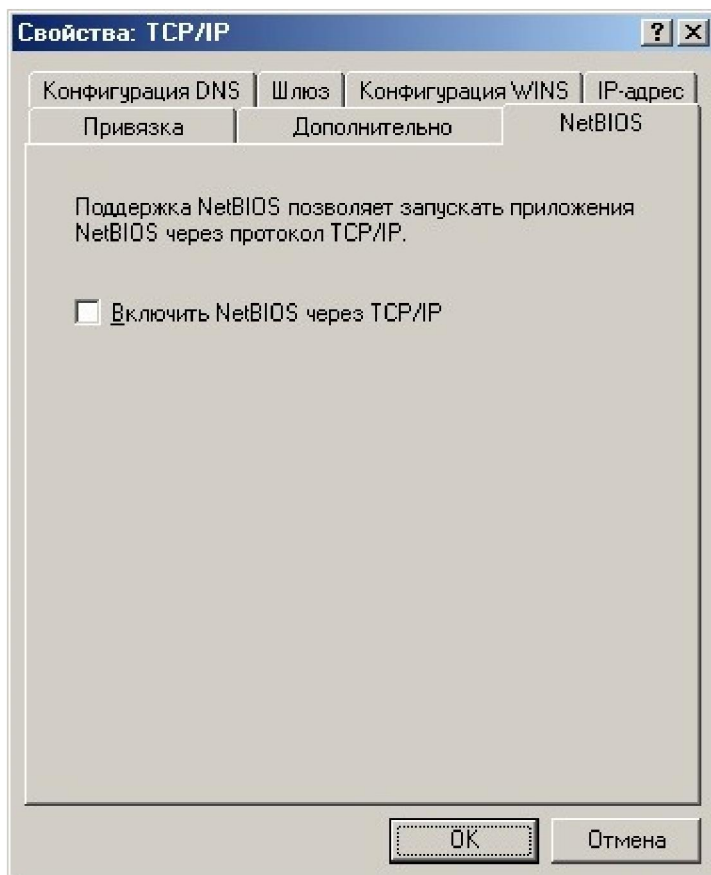 Свойства: TCP/IP
Конфигурация DNS Шлюз Конфигурация WINS IP-адрес
Привязка Дополнительно NetBIOS
Поддержка NetBIOS позволяет запускать приложения
NetBIOS через протокол TCP/IP.
Включить NetBIOS через TCP/IP
OK Отмена